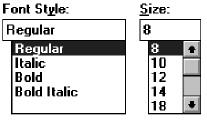 Font Style:
Size:
Regular
8
Regular
8
Italic
10
Bold
12
Bold Italic
14
18